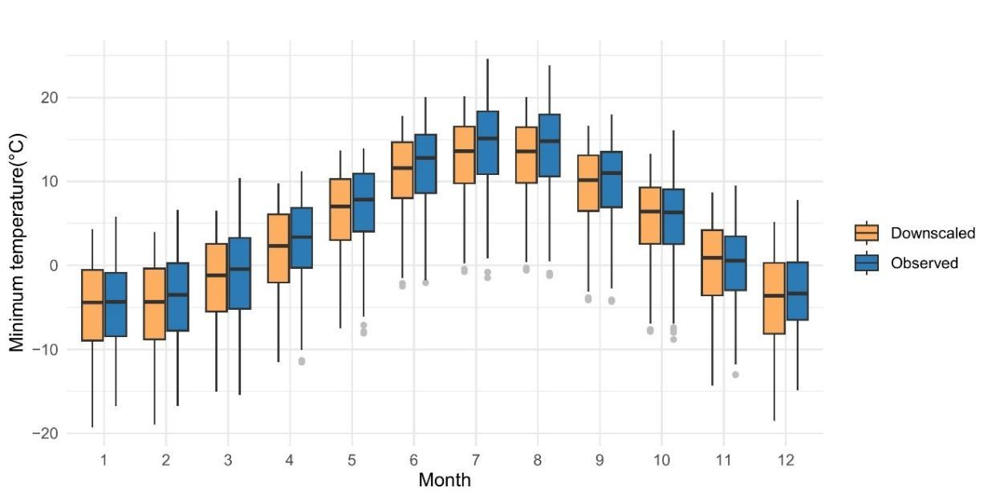 Minimum temperature(°C)
20
10
0
−10
−20
1 2 3 4 5 6 7 8 9 10 11 12
Month
Downscaled
Observed